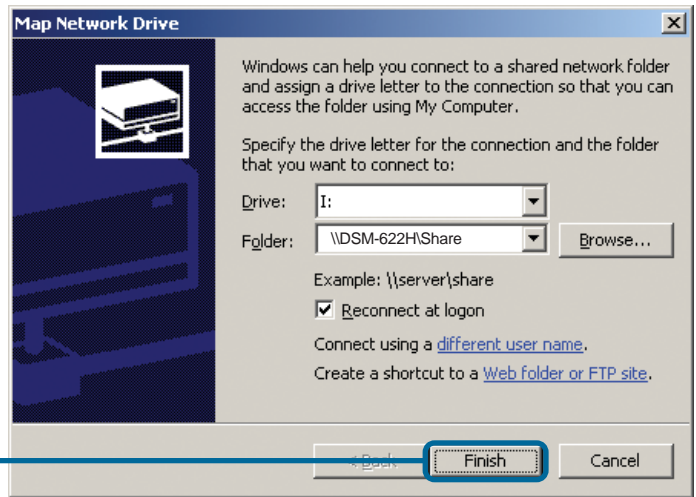 Map Network Drive
Windows can help you connect to a shared network folder
and assign a drive letter to the connection so that you can
access the folder using My Computer.
Specify the drive letter for the connection and the folder
that you want to connect to:
Drive: I:
Folder: \\DSM-622H\Share Browse...
Example: \\server\share
Reconnect at logon
Connect using a different user name.
Create a shortcut to a Web folder or FTP site.
< Back Finish Cancel